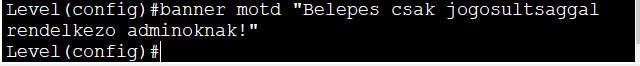 Level(config)#banner motd "Belepes csak jogosultsaggal
rendelkezo adminoknak!"
Level(config)#